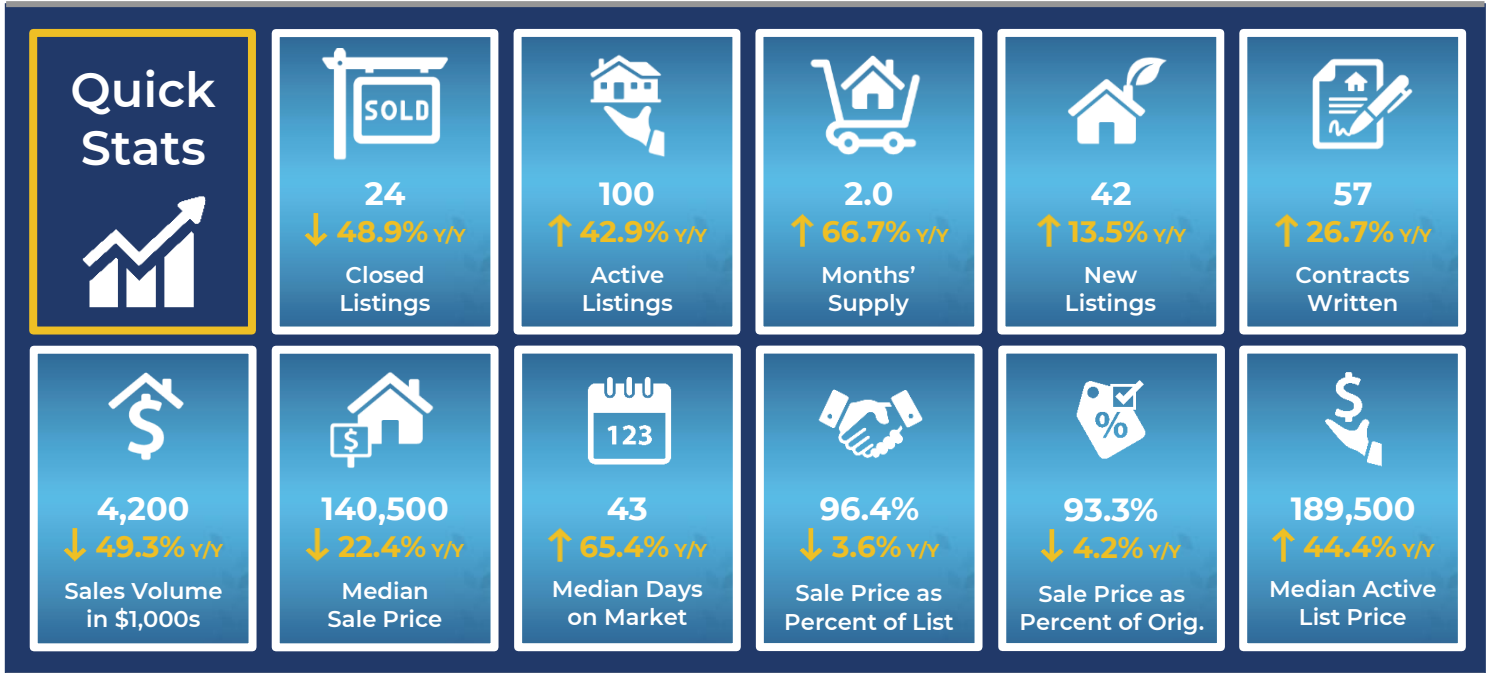 Quick
Stats
SOLD
24
↓ 48.9% Y/Y
Closed
Listings
100
↑ 42.9% Y/Y
Active
Listings
2.0
↑ 66.7% Y/Y
Months’
Supply
42
↑ 13.5% Y/Y
New
Listings
57
↑ 26.7% Y/Y
Contracts
Written
$
4,200
↓ 49.3% Y/Y
Sales Volume
in $1,000s
$
140,500
↓ 22.4% Y/Y
Median
Sale Price
123
43
↑ 65.4% Y/Y
Median Days
on Market
96.4%
↓ 3.6% Y/Y
Sale Price as
Percent of List
%
93.3%
↓ 4.2% Y/Y
Sale Price as
Percent of Orig.
$
189,500
↑ 44.4% Y/Y
Median Active
List Price